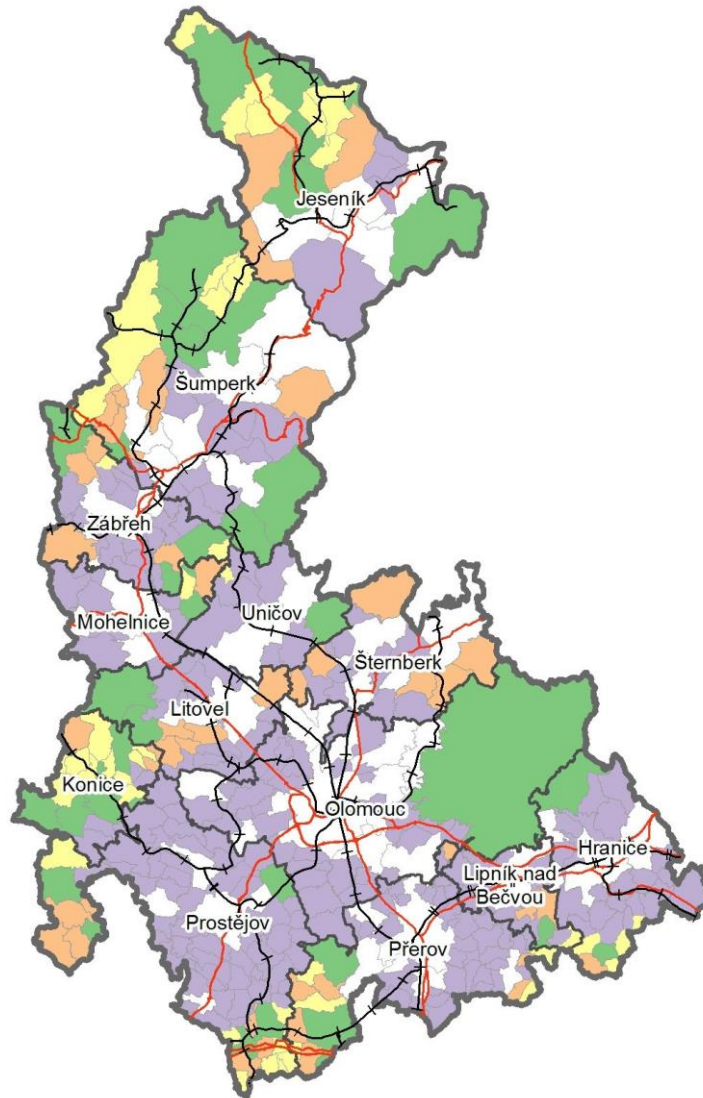 Jeseník
Šumperk
Zábřeh
Mohelnice
Uničov
Šternberk
Litovel
Konice
Olomouc
Hranice
Lipník nad
Bečvou
Prostějov
Přerov